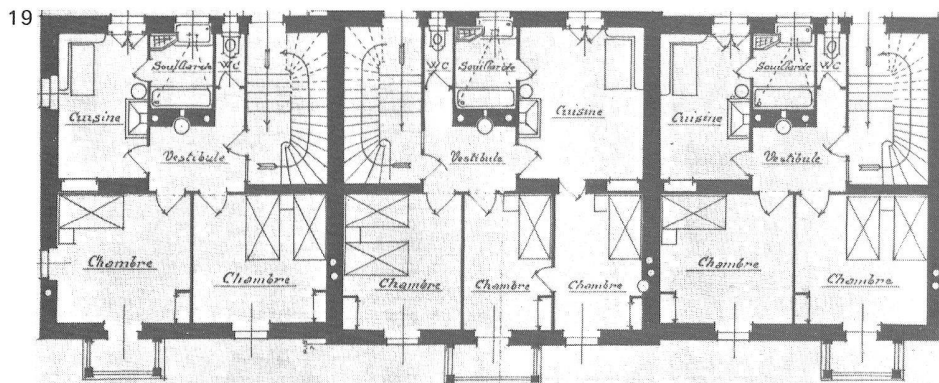 19
Souillarde
WC
WC
Souillarde
Souillarde
WC
Cuisine
Cuisine
Cuisine
Vestibule
Vestibule
Vestibule
Chambre
Chambre
Chambre
Chambre
Chambre
Chambre
Chambre